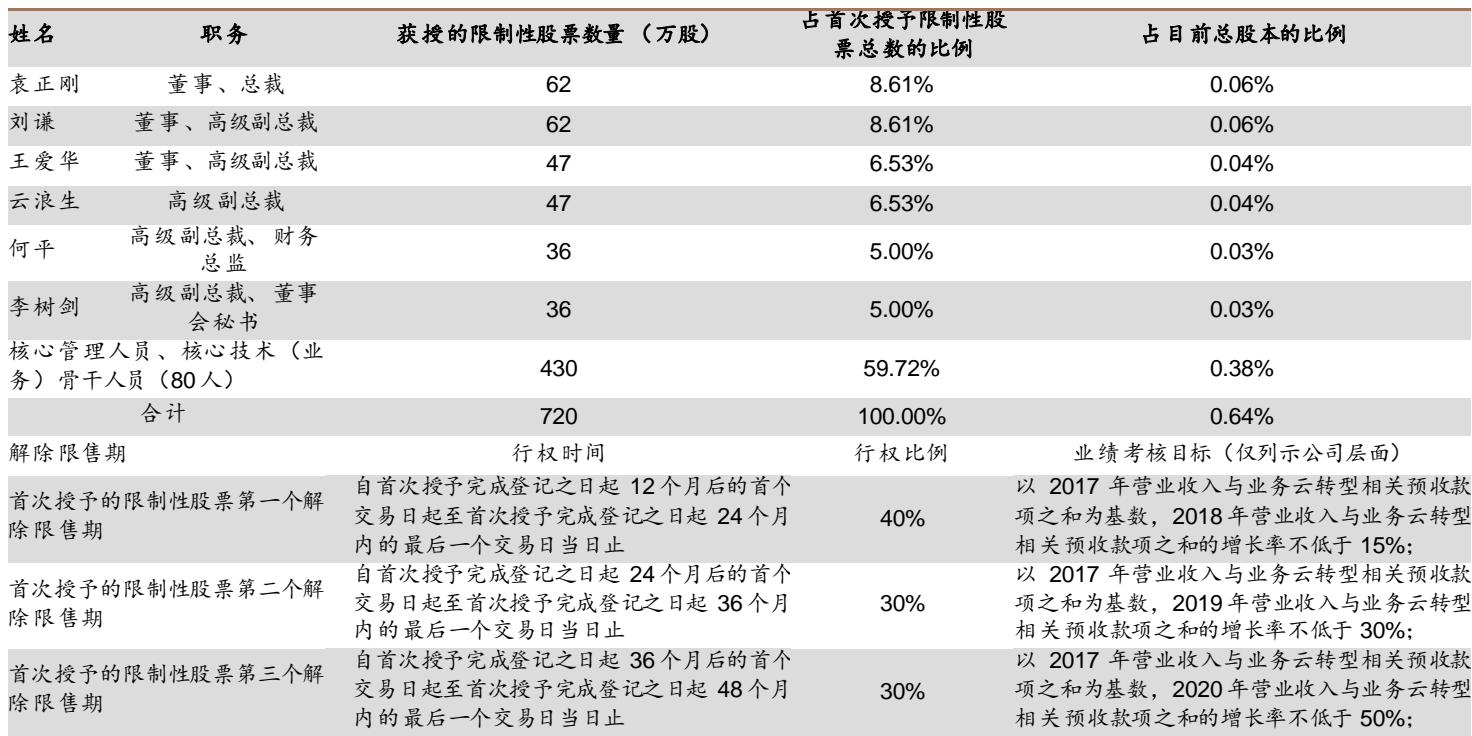 姓名 职务 获授的限制性股票数量（万股） 占首次授予限制性股票总数的比例 占目前总股本的比例
袁正刚 董事、总裁 62 8.61% 0.06%
刘谦 董事、高级副总裁 62 8.61% 0.06%
王爱华 董事、高级副总裁 47 6.53% 0.04%
云浪生 高级副总裁 47 6.53% 0.04%
何平 高级副总裁、财务总监 36 5.00% 0.03%
李树剑 高级副总裁、董事会秘书 36 5.00% 0.03%
核心管理人员、核心技术（业务）骨干人员（80人） 430 59.72% 0.38%
合计 720 100.00% 0.64%
解除限售期 行权时间 行权比例 业绩考核目标（仅列示公司层面）
首次授予的限制性股票第一个解
除限售期
自首次授予完成登记之日起 12 个月后的首个
交易日起至首次授予完成登记之日起 24 个月
内的最后一个交易日当日止
40%
以 2017 年营业收入与业务云转型相关预收款
项之和为基数，2018 年营业收入与业务云转型
相关预收款项之和的增长率不低于 15%;
首次授予的限制性股票第二个解
除限售期
自首次授予完成登记之日起 24 个月后的首个
交易日起至首次授予完成登记之日起 36 个月
内的最后一个交易日当日止
30%
以 2017 年营业收入与业务云转型相关预收款
项之和为基数，2019 年营业收入与业务云转型
相关预收款项之和的增长率不低于 30%;
首次授予的限制性股票第三个解
除限售期
自首次授予完成登记之日起 36 个月后的首个
交易日起至首次授予完成登记之日起 48 个月
内的最后一个交易日当日止
30%
以 2017 年营业收入与业务云转型相关预收款
项之和为基数，2020 年营业收入与业务云转型
相关预收款项之和的增长率不低于 50%;